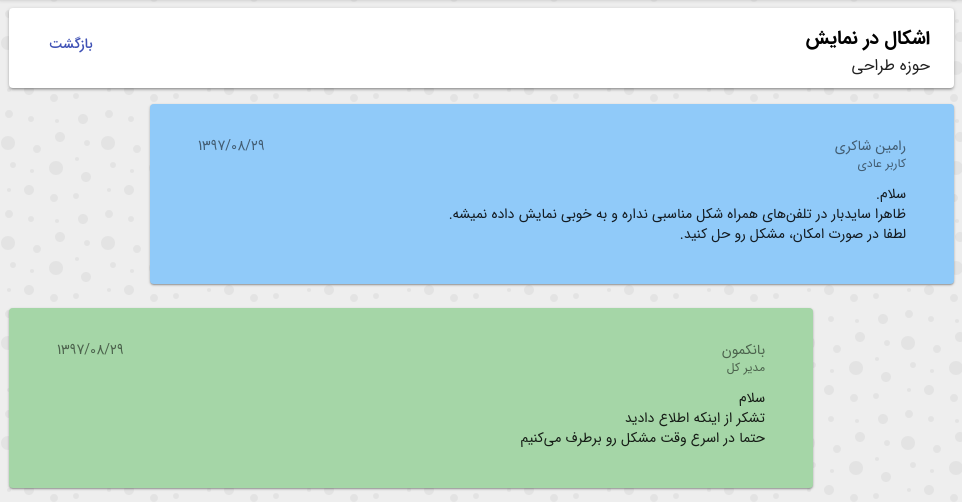 اشکال در نمایش
حوزه طراحی
بازگشت
رامین شاکری
۱۳۹۷/۰۸/۲۹
کاربر عادی
سلام.
ظاهرا سایدبار در تلفن‌های همراه شکل مناسبی نداره و به خوبی نمایش داده نمیشه.
لطفا در صورت امکان، مشکل رو حل کنید.
بانکمون
۱۳۹۷/۰۸/۲۹
مدیر کل
سلام
تشکر از اینکه اطلاع دادید
حتما در اسرع وقت مشکل رو برطرف می‌کنیم